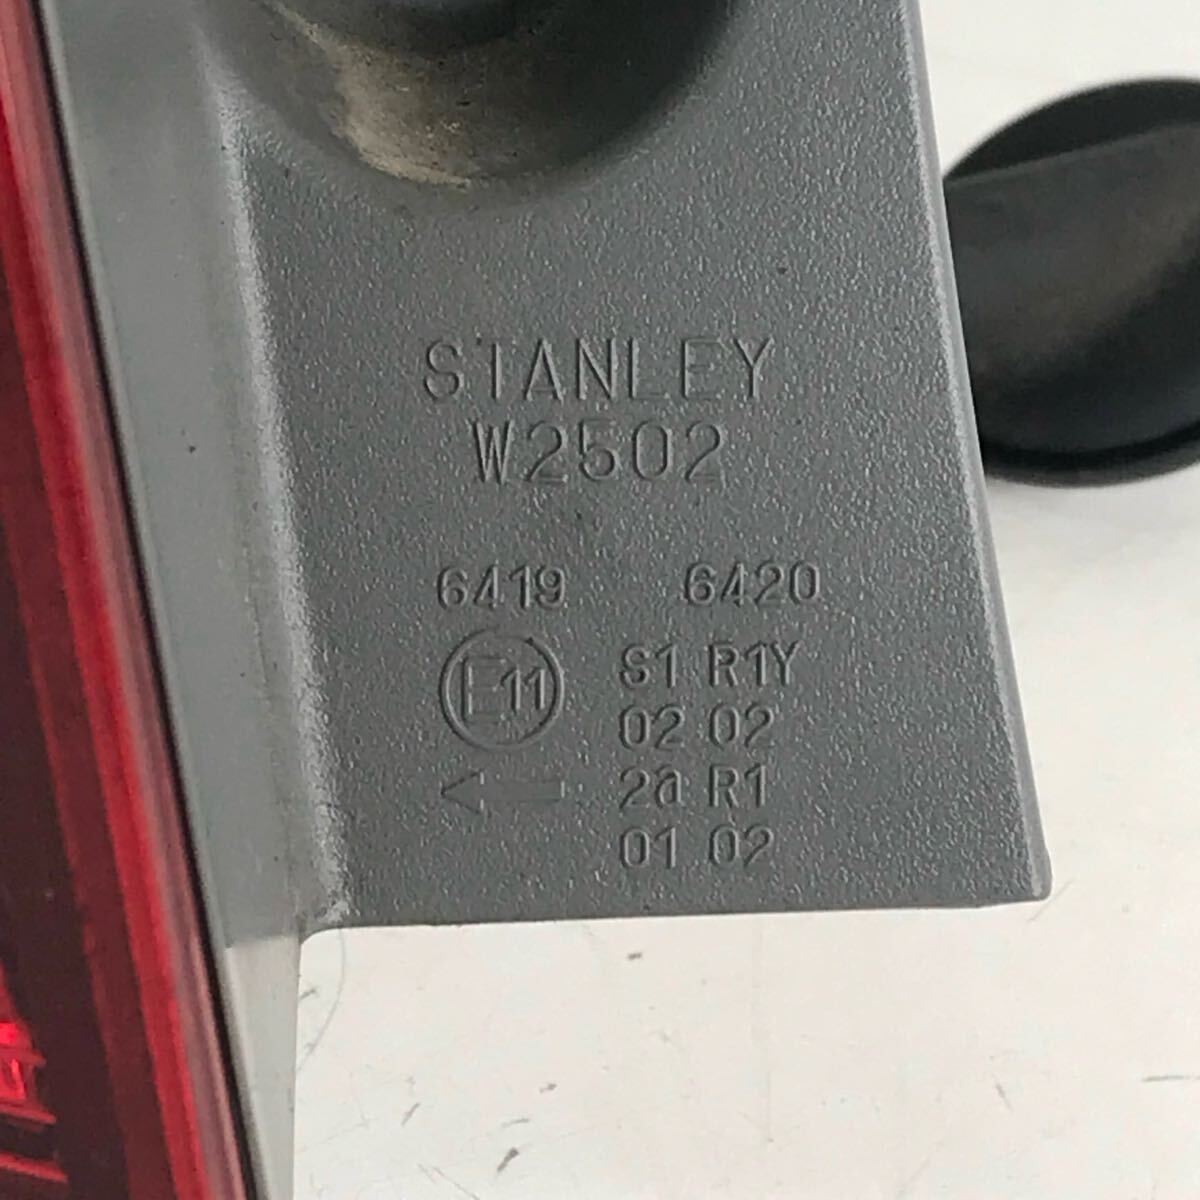 STANLEY
W2502
6419 6420
E11 S1 R1Y
02 02
2a R1
01 02